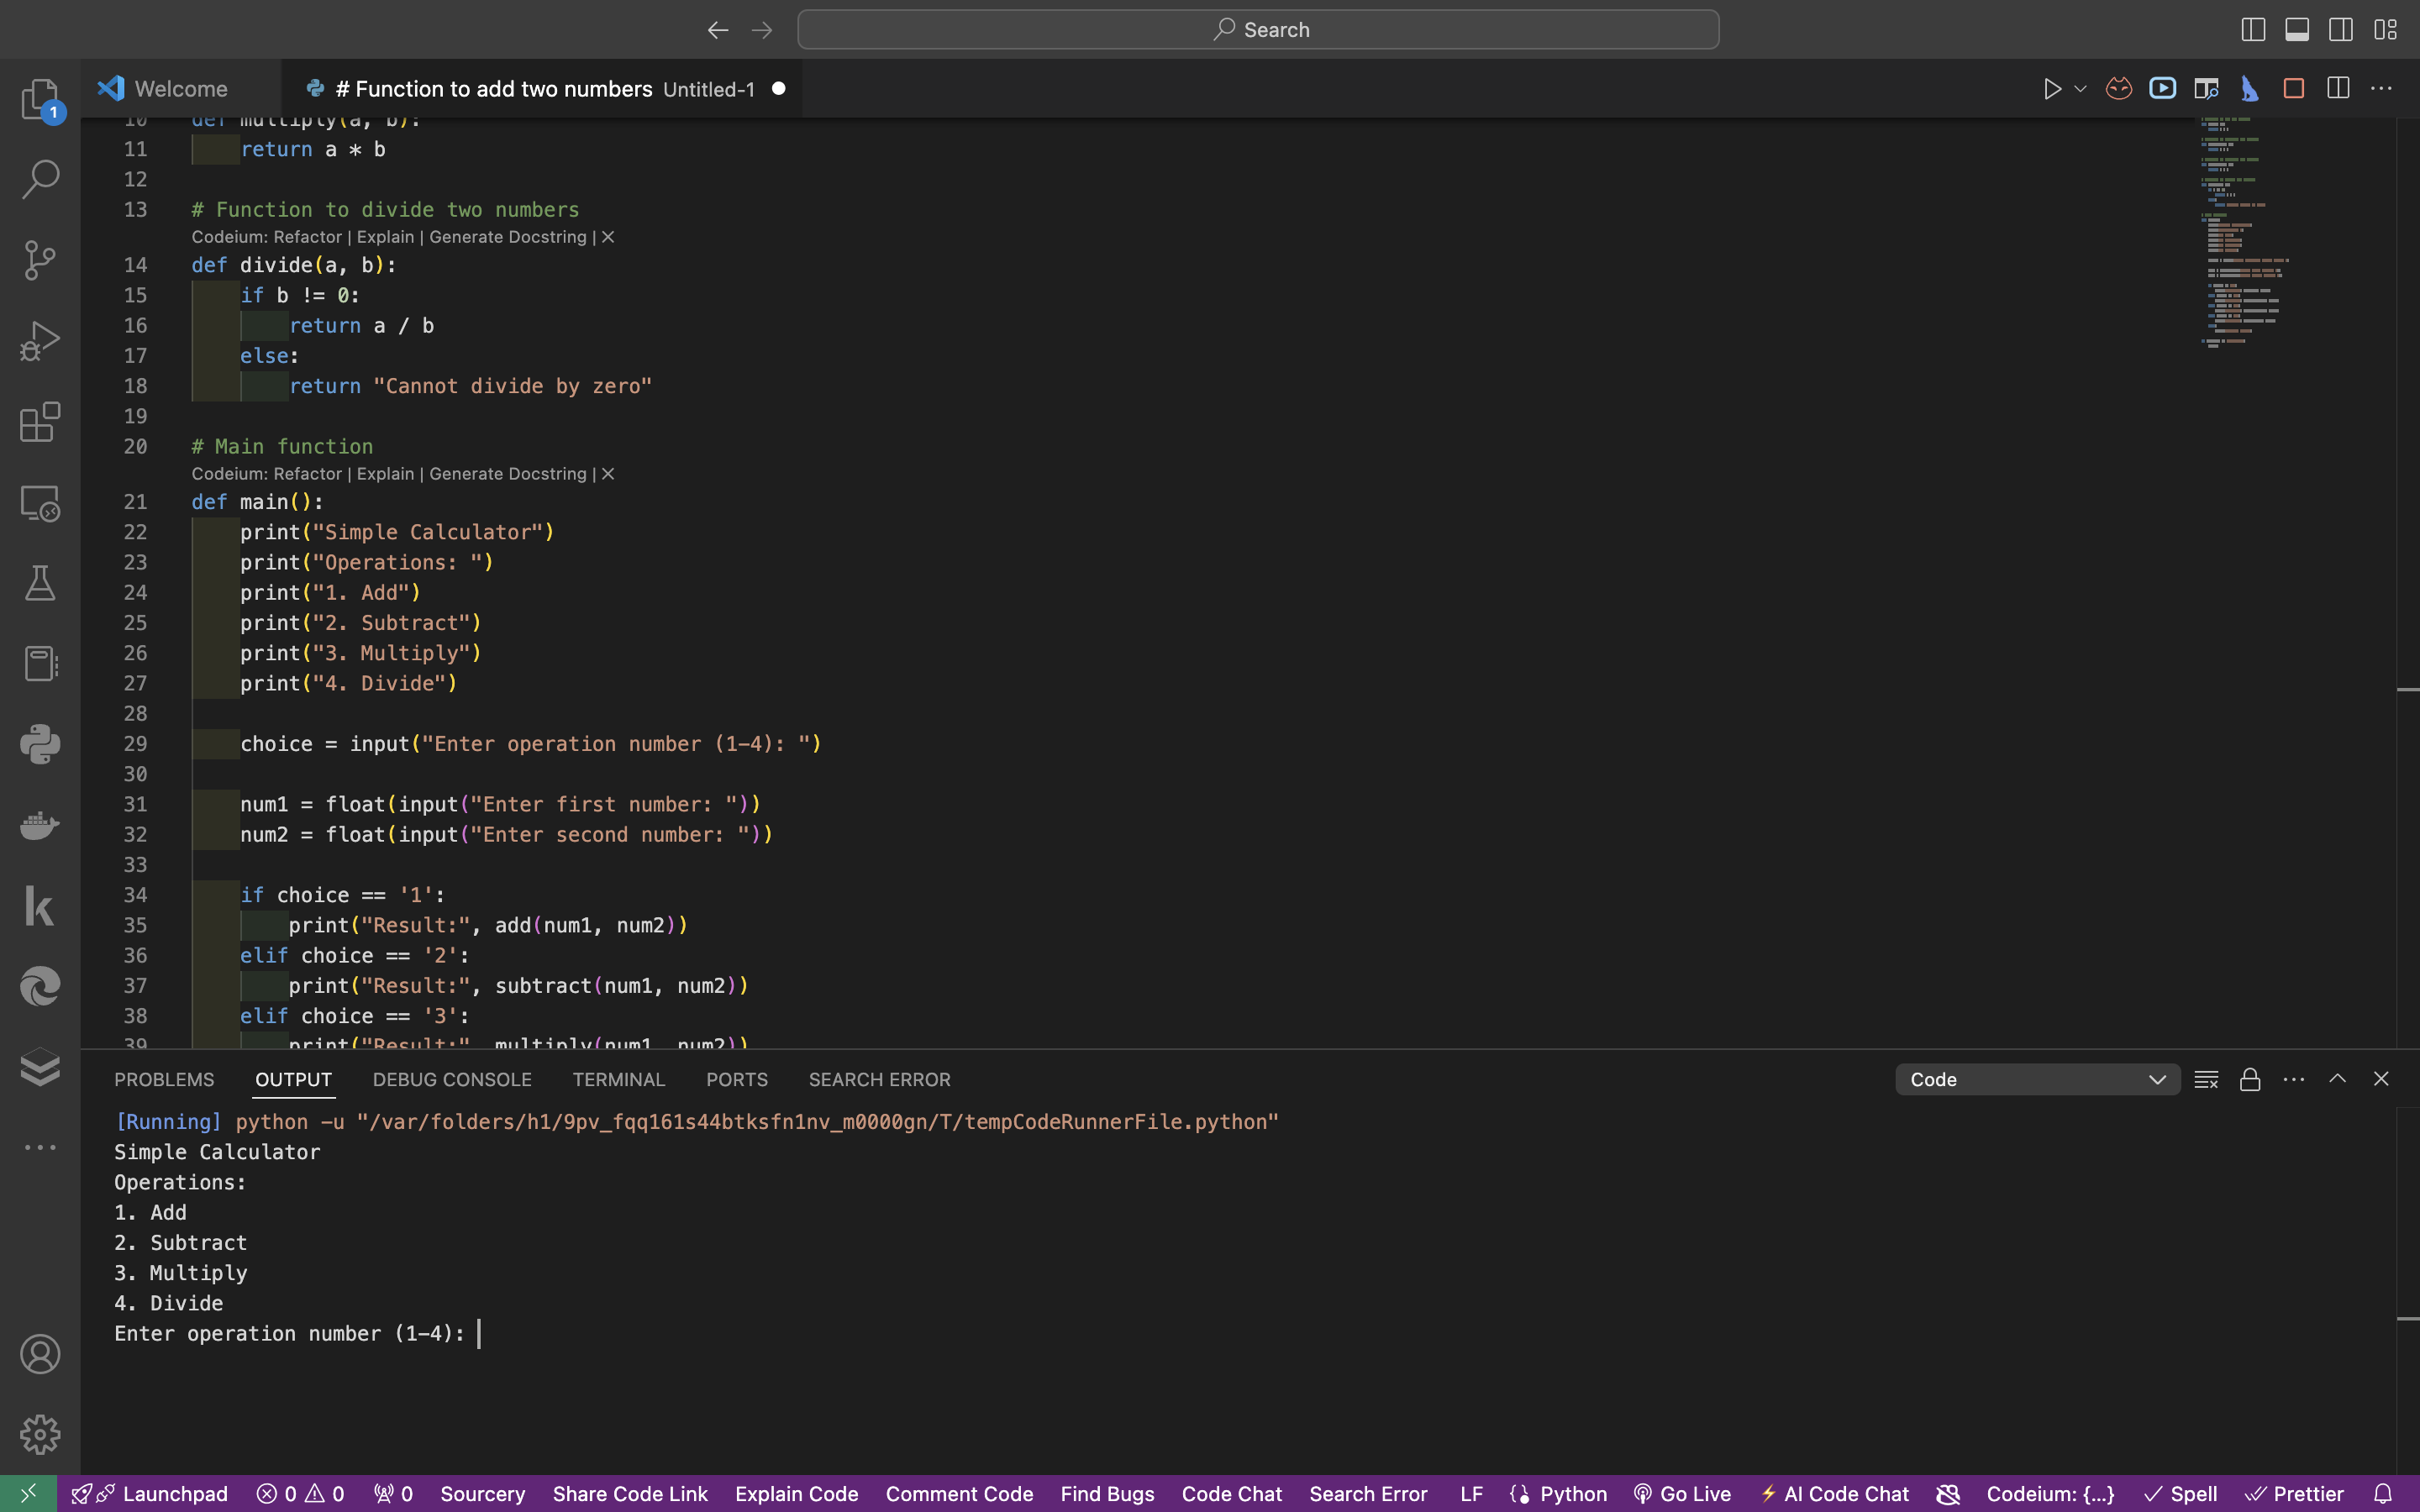 Search
Welcome
# Function to add two numbers Untitled-1
1
10 def multiply(a, b):
11 return a * b
12
13 # Function to divide two numbers
Codeium: Refactor | Explain | Generate Docstring | ×
14 def divide(a, b):
15 if b != 0:
16 return a / b
17 else:
18 return "Cannot divide by zero"
19
20 # Main function
Codeium: Refactor | Explain | Generate Docstring | ×
21 def main():
22 print("Simple Calculator")
23 print("Operations: ")
24 print("1. Add")
25 print("2. Subtract")
26 print("3. Multiply")
27 print("4. Divide")
28
29 choice = input("Enter operation number (1-4): ")
30
31 num1 = float(input("Enter first number: "))
32 num2 = float(input("Enter second number: "))
33
34 if choice == '1':
35 print("Result:", add(num1, num2))
36 elif choice == '2':
37 print("Result:", subtract(num1, num2))
38 elif choice == '3':
39 print("Result:", multiply(num1, num2))
k
PROBLEMS OUTPUT DEBUG CONSOLE TERMINAL PORTS SEARCH ERROR Code
[Running] python -u "/var/folders/h1/9pv_fqq161s44btksfn1nv_m0000gn/T/tempCodeRunnerFile.python"
Simple Calculator
Operations:
1. Add
2. Subtract
3. Multiply
4. Divide
Enter operation number (1-4):
Launchpad 0 0 0 Sourcery Share Code Link Explain Code Comment Code Find Bugs Code Chat Search Error LF Python Go Live AI Code Chat Codeium: {...} Spell Prettier